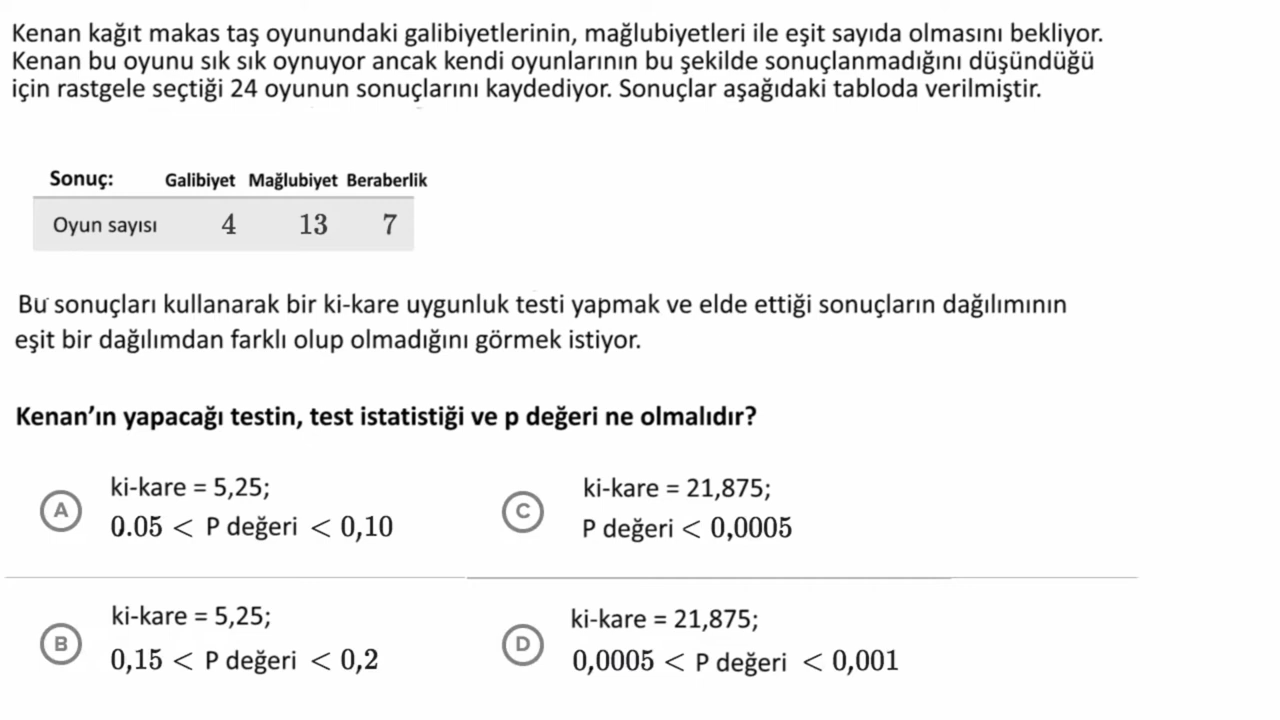 Kenan kağıt makas taş oyunundaki galibiyetlerinin, mağlubiyetleri ile eşit sayıda olmasını bekliyor.
Kenan bu oyunu sık sık oynuyor ancak kendi oyunlarının bu şekilde sonuçlanmadığını düşündüğü
için rastgele seçtiği 24 oyunun sonuçlarını kaydediyor. Sonuçlar aşağıdaki tabloda verilmiştir.
Sonuç: Galibiyet Mağlubiyet Beraberlik
Oyun sayısı 4 13 7
Bu sonuçları kullanarak bir ki-kare uygunluk testi yapmak ve elde ettiği sonuçların dağılımının
eşit bir dağılımdan farklı olup olmadığını görmek istiyor.
Kenan'ın yapacağı testin, test istatistiği ve p değeri ne olmalıdır?
A
ki-kare = 5,25;
0.05 < P değeri < 0,10
C
ki-kare = 21,875;
P değeri < 0,0005
B
ki-kare = 5,25;
0,15 < P değeri < 0,2
D
ki-kare = 21,875;
0,0005 < P değeri < 0,001